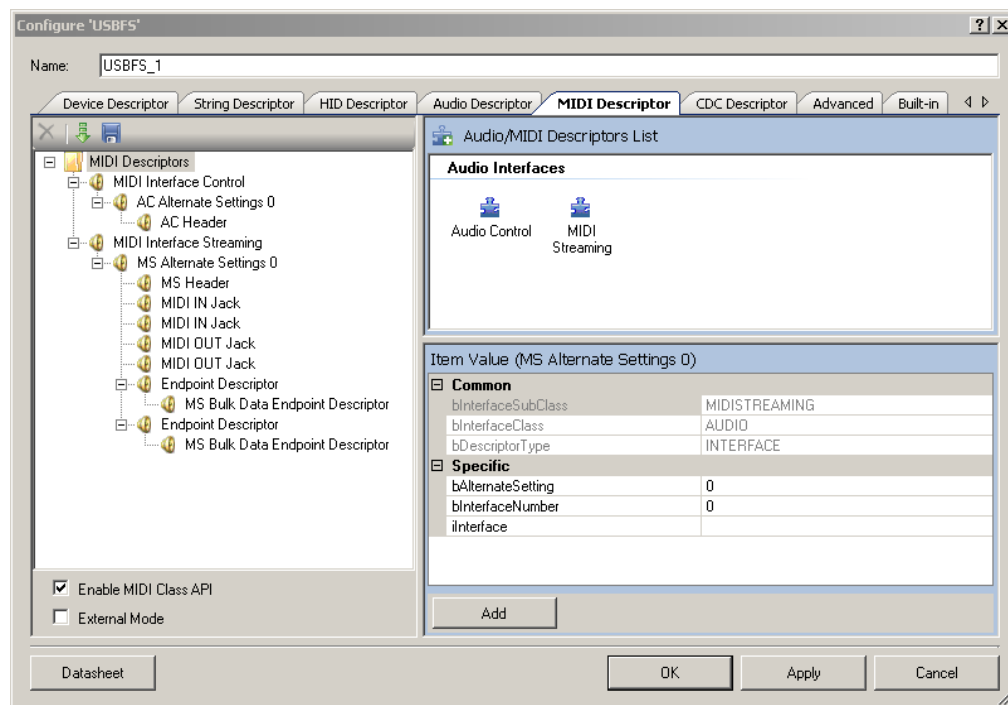 Configure 'USBFS'
Name: USBFS_1
Device Descriptor String Descriptor HID Descriptor Audio Descriptor MIDI Descriptor CDC Descriptor Advanced Built-in
MIDI Descriptors
MIDI Interface Control
AC Alternate Settings 0
AC Header
MIDI Interface Streaming
MS Alternate Settings 0
MS Header
MIDI IN Jack
MIDI IN Jack
MIDI OUT Jack
MIDI OUT Jack
Endpoint Descriptor
MS Bulk Data Endpoint Descriptor
Endpoint Descriptor
MS Bulk Data Endpoint Descriptor
Enable MIDI Class API
External Mode
Audio/MIDI Descriptors List
Audio Interfaces
Audio Control
MIDI
Streaming
Item Value (MS Alternate Settings 0)
Common
bInterfaceSubClass MIDISTREAMING
bInterfaceClass AUDIO
bDescriptorType INTERFACE
Specific
bAlternateSetting 0
bInterfaceNumber 0
iInterface
Add
Datasheet OK Apply Cancel